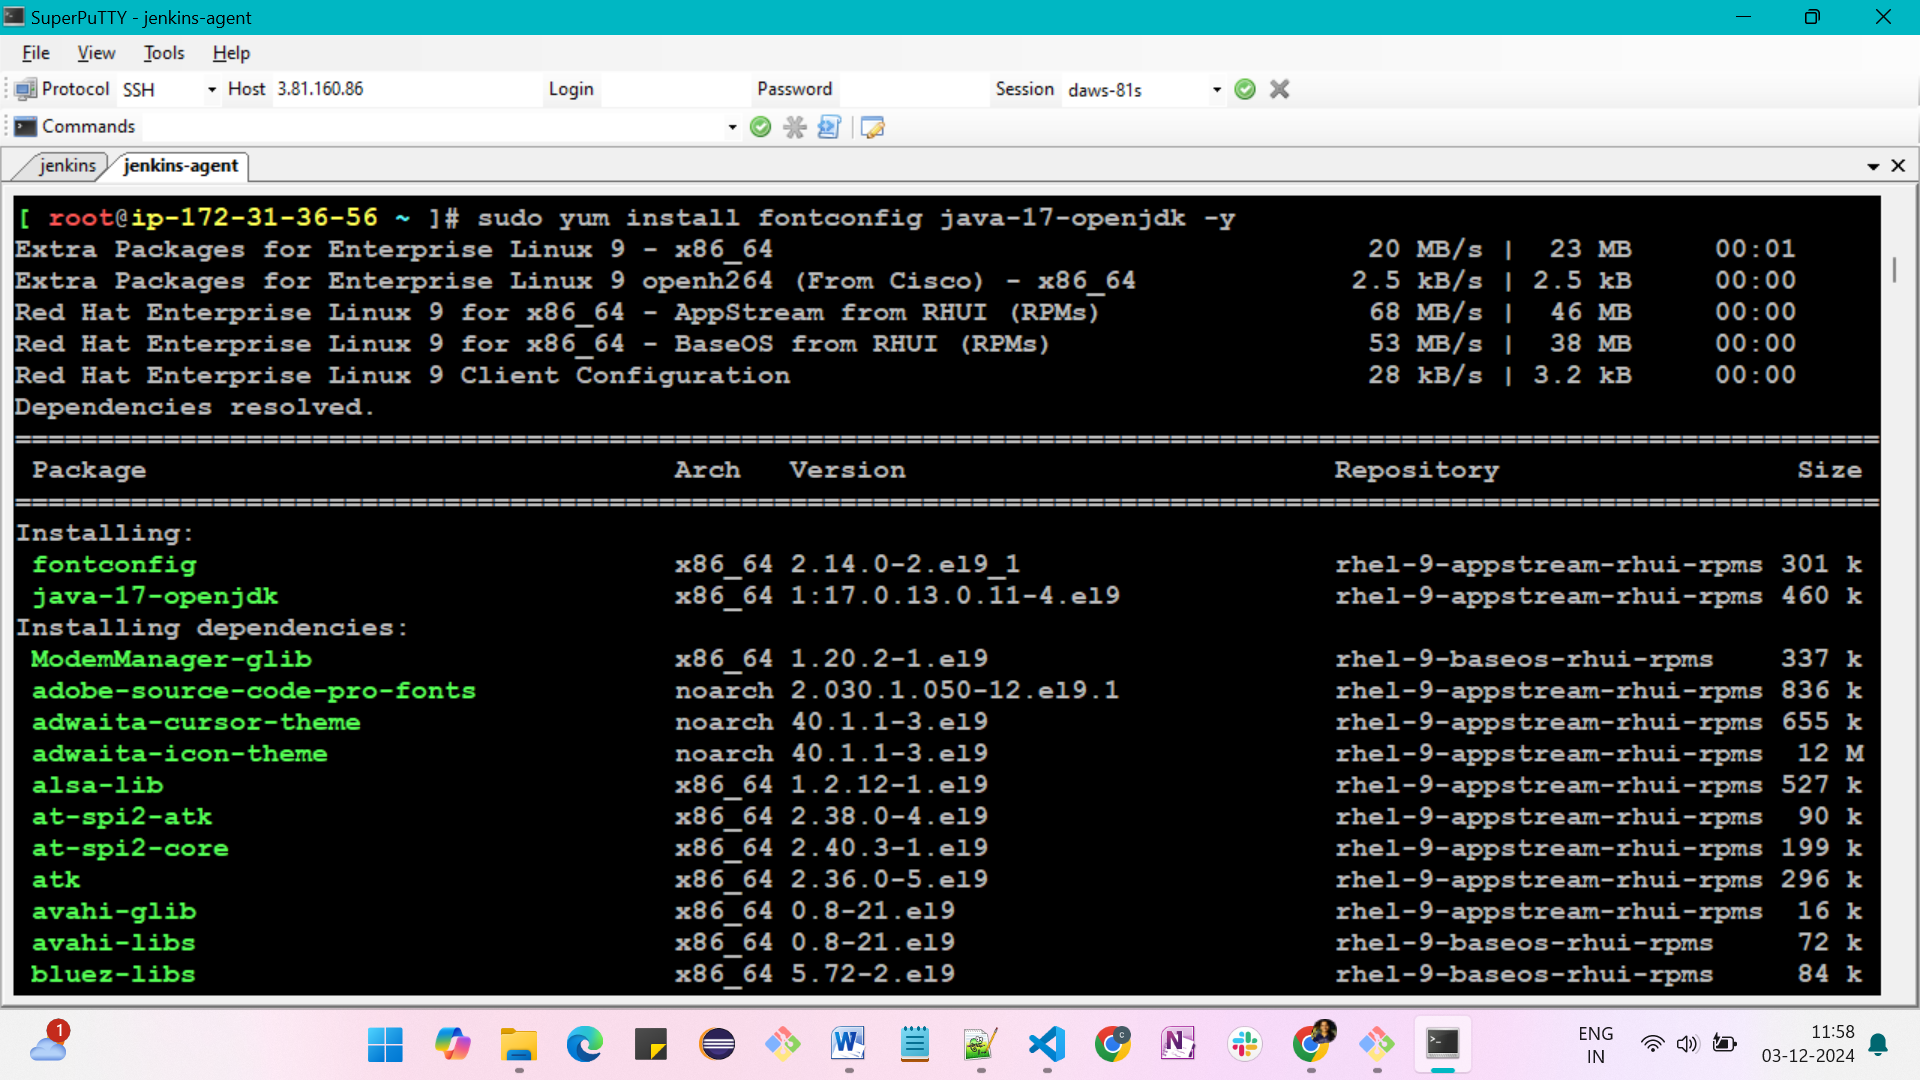 SuperPuTTY - jenkins-agent
File View Tools Help
Protocol SSH Host 3.81.160.86 Login Password Session daws-81s
Commands
jenkins jenkins-agent
[ root@ip-172-31-36-56 ~ ]# sudo yum install fontconfig java-17-openjdk -y
Extra Packages for Enterprise Linux 9 - x86_64 20 MB/s | 23 MB 00:01
Extra Packages for Enterprise Linux 9 openh264 (From Cisco) - x86_64 2.5 kB/s | 2.5 kB 00:00
Red Hat Enterprise Linux 9 for x86_64 - AppStream from RHUI (RPMs) 68 MB/s | 46 MB 00:00
Red Hat Enterprise Linux 9 for x86_64 - BaseOS from RHUI (RPMs) 53 MB/s | 38 MB 00:00
Red Hat Enterprise Linux 9 Client Configuration 28 kB/s | 3.2 kB 00:00
Dependencies resolved.
Package Arch Version Repository Size
Installing:
fontconfig x86_64 2.14.0-2.el9_1 rhel-9-appstream-rhui-rpms 301 k
java-17-openjdk x86_64 1:17.0.13.0.11-4.el9 rhel-9-appstream-rhui-rpms 460 k
Installing dependencies:
ModemManager-glib x86_64 1.20.2-1.el9 rhel-9-baseos-rhui-rpms 337 k
adobe-source-code-pro-fonts noarch 2.030.1.050-12.el9.1 rhel-9-appstream-rhui-rpms 836 k
adwaita-cursor-theme noarch 40.1.1-3.el9 rhel-9-appstream-rhui-rpms 655 k
adwaita-icon-theme noarch 40.1.1-3.el9 rhel-9-appstream-rhui-rpms 12 M
alsa-lib x86_64 1.2.12-1.el9 rhel-9-appstream-rhui-rpms 527 k
at-spi2-atk x86_64 2.38.0-4.el9 rhel-9-appstream-rhui-rpms 90 k
at-spi2-core x86_64 2.40.3-1.el9 rhel-9-appstream-rhui-rpms 199 k
atk x86_64 2.36.0-5.el9 rhel-9-appstream-rhui-rpms 296 k
avahi-glib x86_64 0.8-21.el9 rhel-9-appstream-rhui-rpms 16 k
avahi-libs x86_64 0.8-21.el9 rhel-9-baseos-rhui-rpms 72 k
bluez-libs x86_64 5.72-2.el9 rhel-9-baseos-rhui-rpms 84 k
1
ENG
IN
11:58
03-12-2024